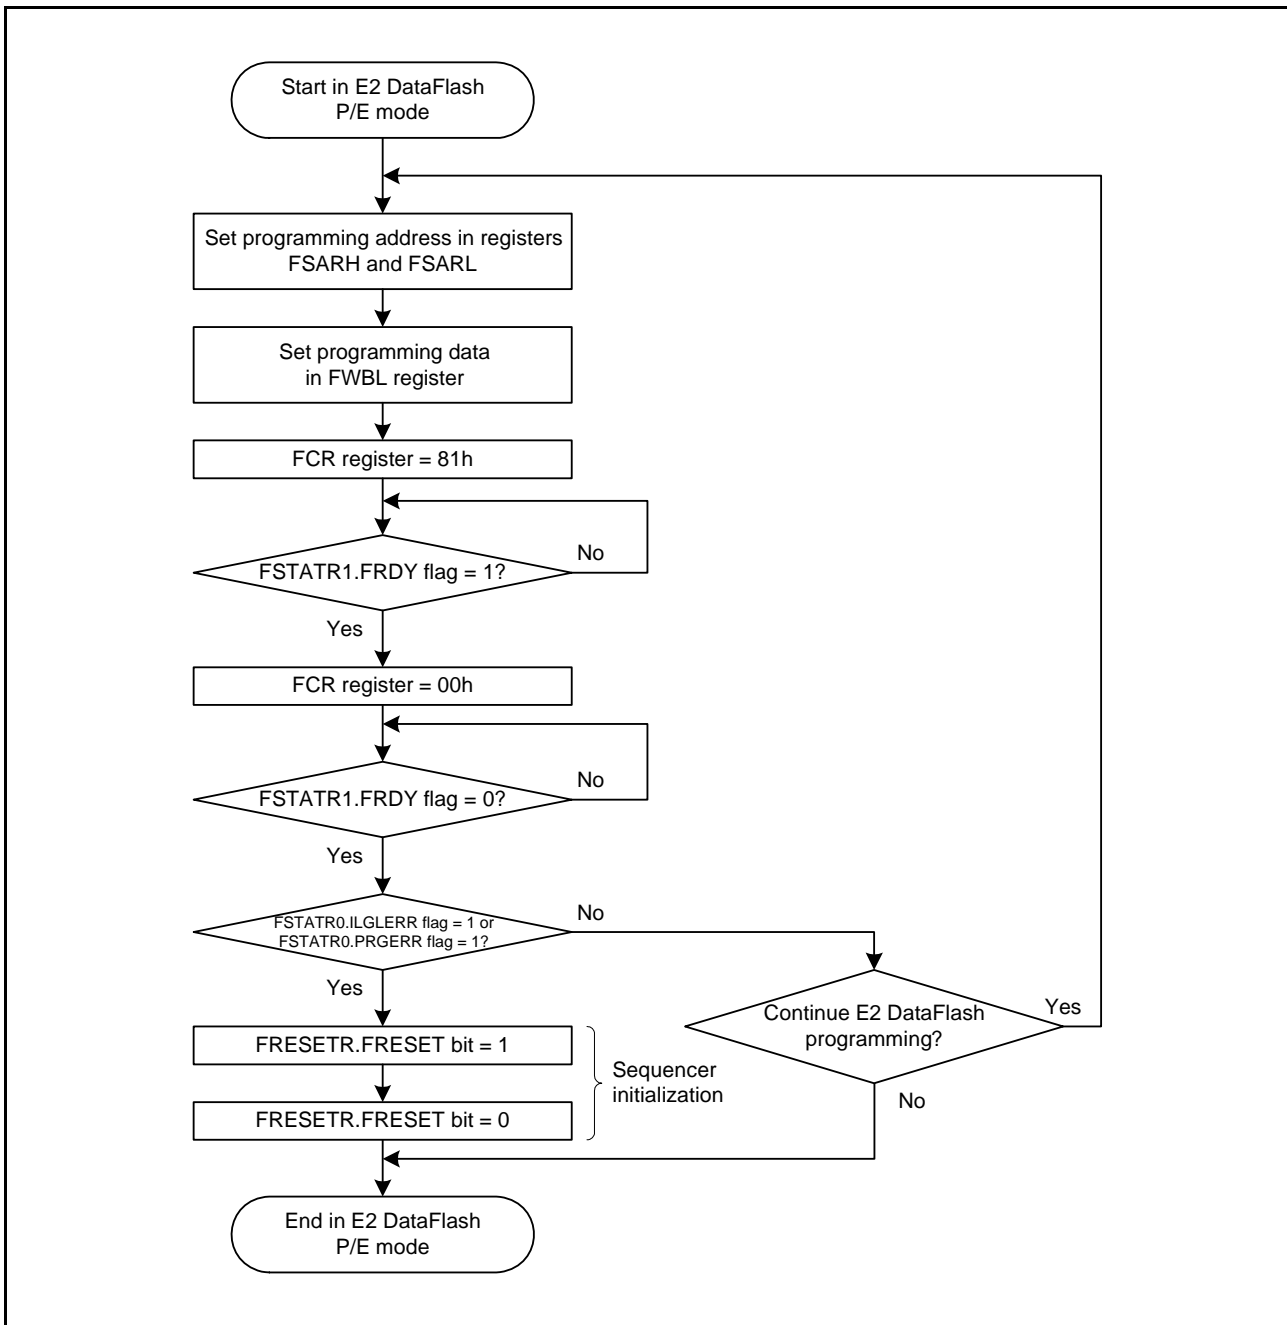 Start in E2 DataFlash
P/E mode
Set programming address in registers
FSARH and FSARL
Set programming data
in FWBL register
FCR register = 81h
FSTATR1.FRDY flag = 1?
No
Yes
FCR register = 00h
FSTATR1.FRDY flag = 0?
No
Yes
FSTATR0.ILGLERR flag = 1 or
FSTATR0.PRGERR flag = 1?
No
Yes
Continue E2 DataFlash
programming?
Yes
No
FRESETR.FRESET bit = 1
FRESETR.FRESET bit = 0
Sequencer
initialization
End in E2 DataFlash
P/E mode